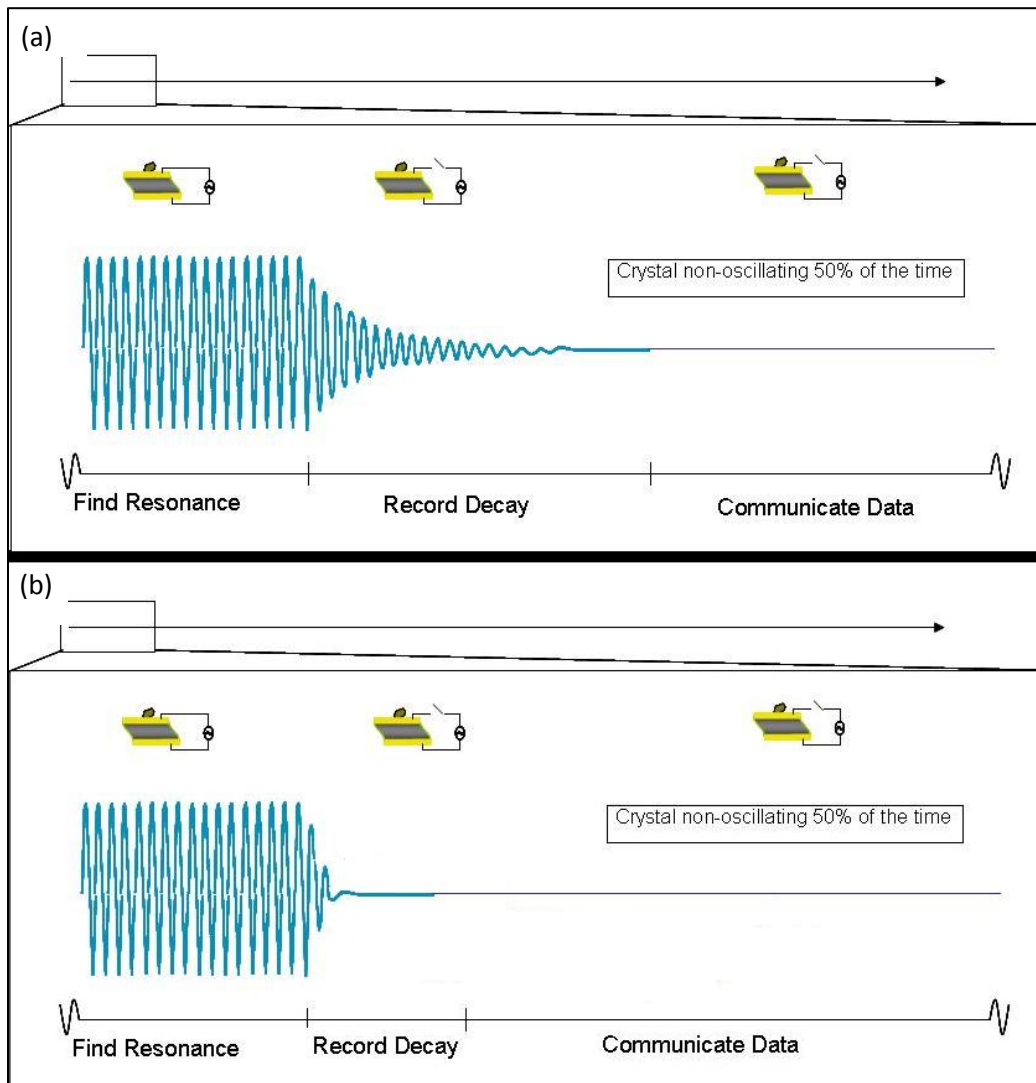 (a)
Crystal non-oscillating 50% of the time
Find Resonance
Record Decay
Communicate Data
(b)
Crystal non-oscillating 50% of the time
Find Resonance
Record Decay
Communicate Data